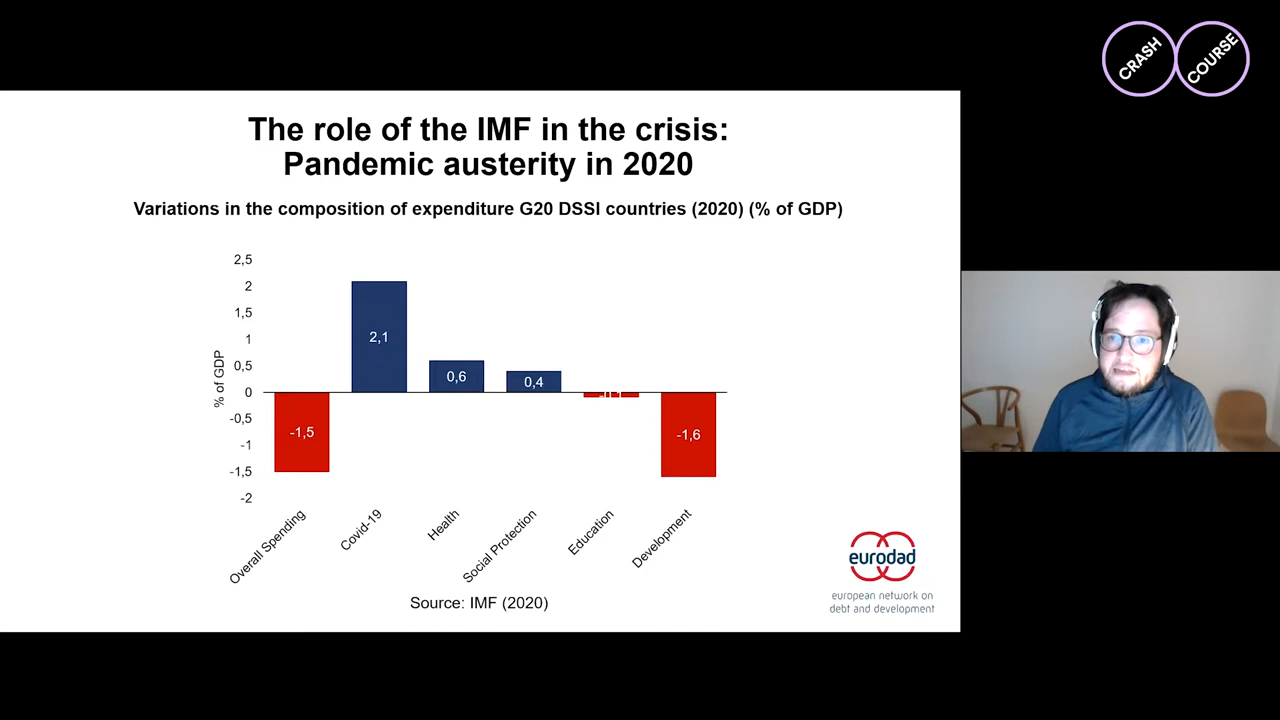 CRASH
COURSE
The role of the IMF in the crisis:
Pandemic austerity in 2020
Variations in the composition of expenditure G20 DSSI countries (2020) (% of GDP)
% of GDP
2,5
2
1,5
1
0,5
0
-0,5
-1
-1,5
-2
-1,5
2,1
0,6
0,4
-1,6
Overall Spending
Covid-19
Health
Social Protection
Education
Development
Source: IMF (2020)
eurodad
european network on
debt and development